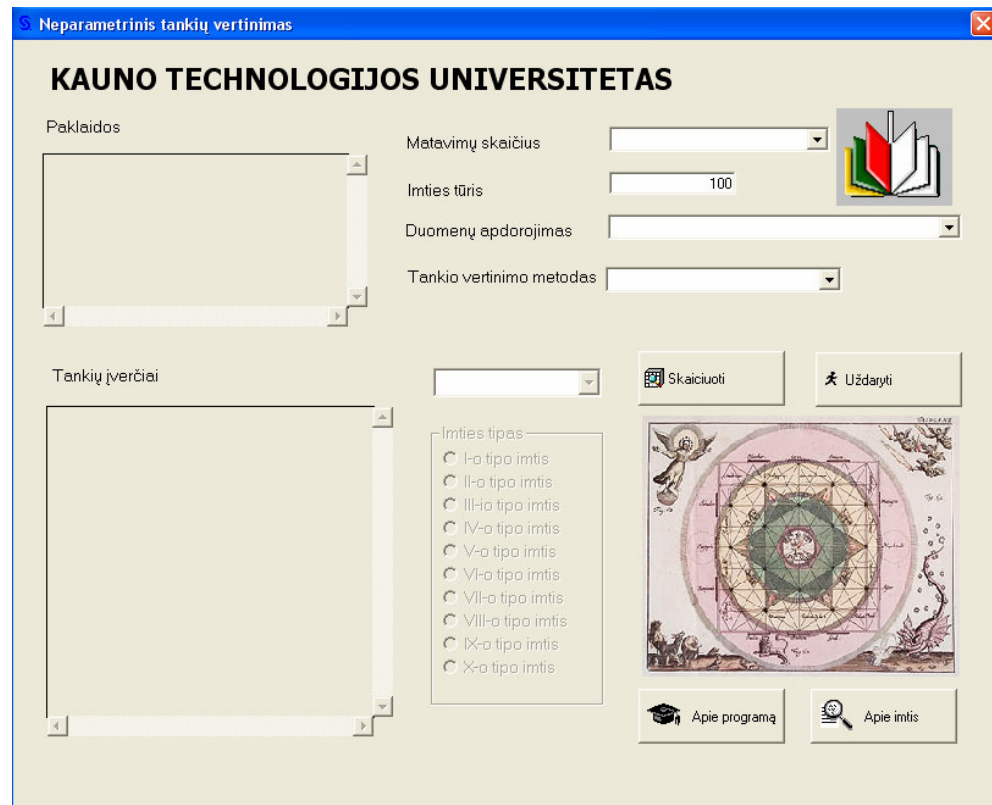 Neparametrinis tankių vertinimas
KAUNO TECHNOLOGIJOS UNIVERSITETAS
Paklaidos
Matavimų skaičius
Imties tūris
100
Duomenų apdorojimas
Tankio vertinimo metodas
Tankių įverčiai
Skaiciuoti
Uždaryti
Imties tipas
I-o tipo imtis
II-o tipo imtis
III-io tipo imtis
IV-o tipo imtis
V-o tipo imtis
VI-o tipo imtis
VII-o tipo imtis
VIII-o tipo imtis
IX-o tipo imtis
X-o tipo imtis
Apie programą
Apie imtis